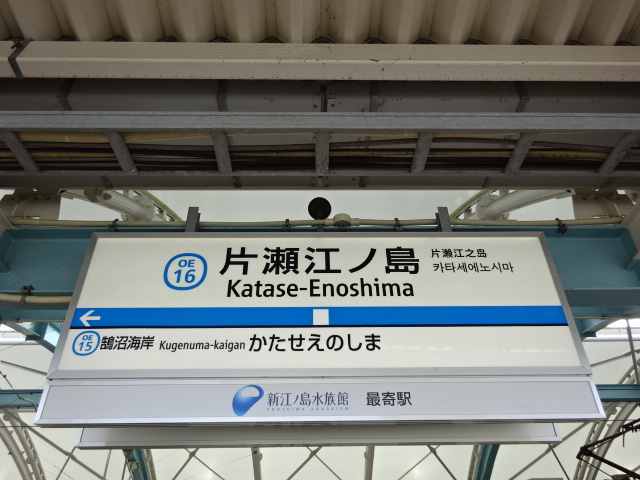 OE
16
片瀬江ノ島
Katase-Enoshima
片濑江之岛
카타세에노시마
OE
15
鵠沼海岸 Kugenuma-kaigan かたせえのしま
新江ノ島水族館 最寄駅
ENOSHIMA AQUARIUM